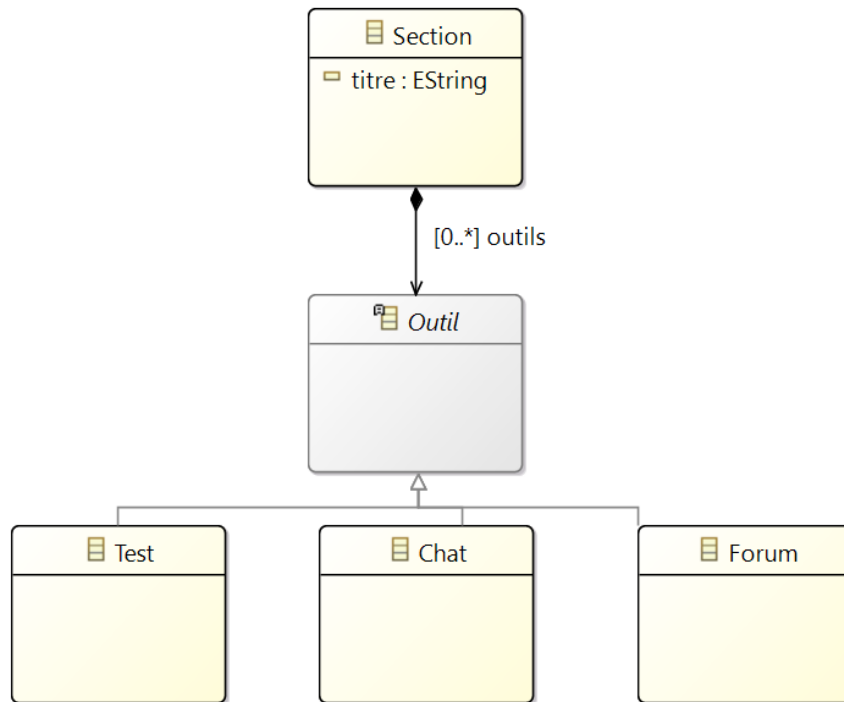 Section
titre : EString
[0..*] outils
Outil
Test
Chat
Forum